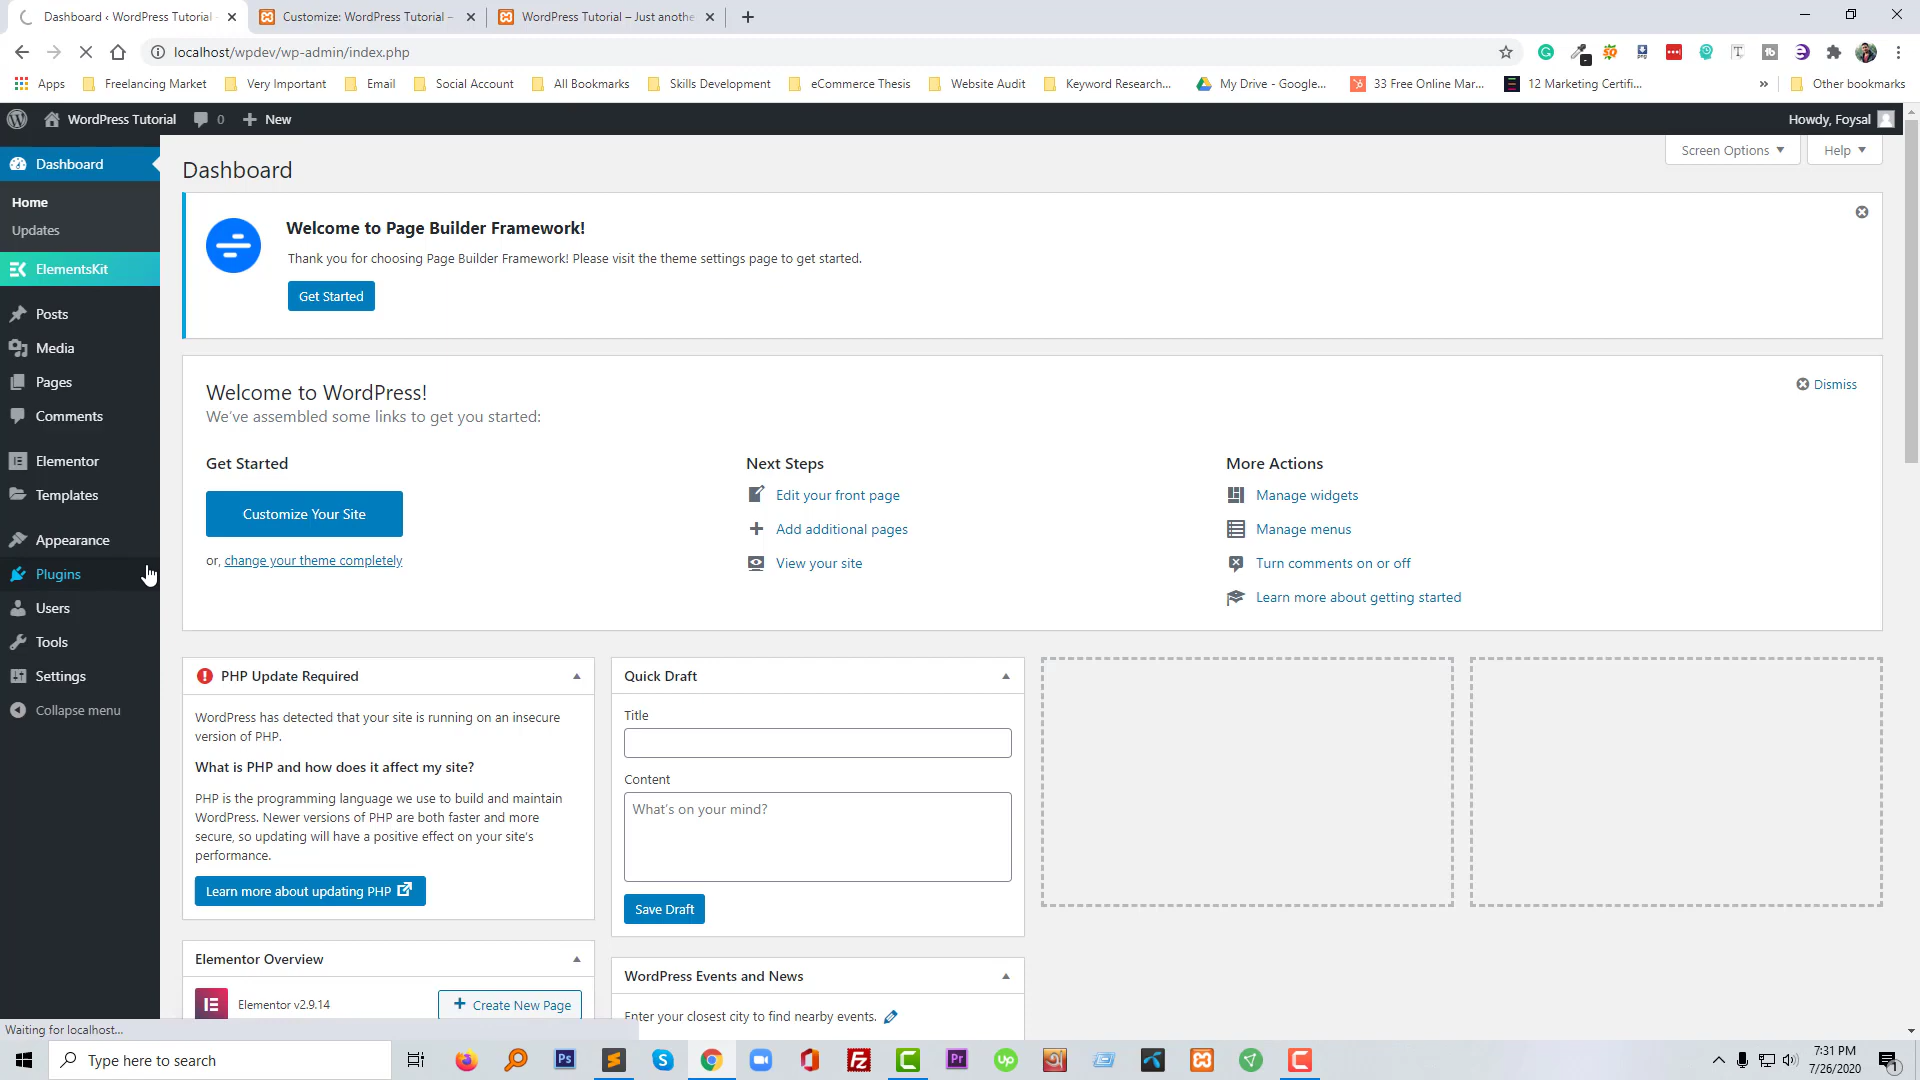 Dashboard ‹ WordPress Tutorial
Customize: WordPress Tutorial –
WordPress Tutorial – Just anothe
localhost/wpdev/wp-admin/index.php
Apps
Freelancing Market
Very Important
Email
Social Account
All Bookmarks
Skills Development
eCommerce Thesis
Website Audit
Keyword Research...
My Drive - Google...
33 Free Online Mar...
12 Marketing Certifi...
»
Other bookmarks
WordPress Tutorial
0
New
Howdy, Foysal
Dashboard
Home
Updates
ElementsKit
Posts
Media
Pages
Comments
Elementor
Templates
Appearance
Plugins
Users
Tools
Settings
Collapse menu
Dashboard
Screen Options
Help
Welcome to Page Builder Framework!
Thank you for choosing Page Builder Framework! Please visit the theme settings page to get started.
Get Started
Welcome to WordPress!
We've assembled some links to get you started:
Dismiss
Get Started
Customize Your Site
or, change your theme completely
Next Steps
Edit your front page
Add additional pages
View your site
More Actions
Manage widgets
Manage menus
Turn comments on or off
Learn more about getting started
PHP Update Required
WordPress has detected that your site is running on an insecure
version of PHP.
What is PHP and how does it affect my site?
PHP is the programming language we use to build and maintain
WordPress. Newer versions of PHP are both faster and more
secure, so updating will have a positive effect on your site's
performance.
Learn more about updating PHP
Elementor Overview
Elementor v2.9.14
Create New Page
Quick Draft
Title
Content
What's on your mind?
Save Draft
WordPress Events and News
Enter your closest city to find nearby events.
Waiting for localhost...
Type here to search
Ps
Pr
Up
7:31 PM
7/26/2020
1